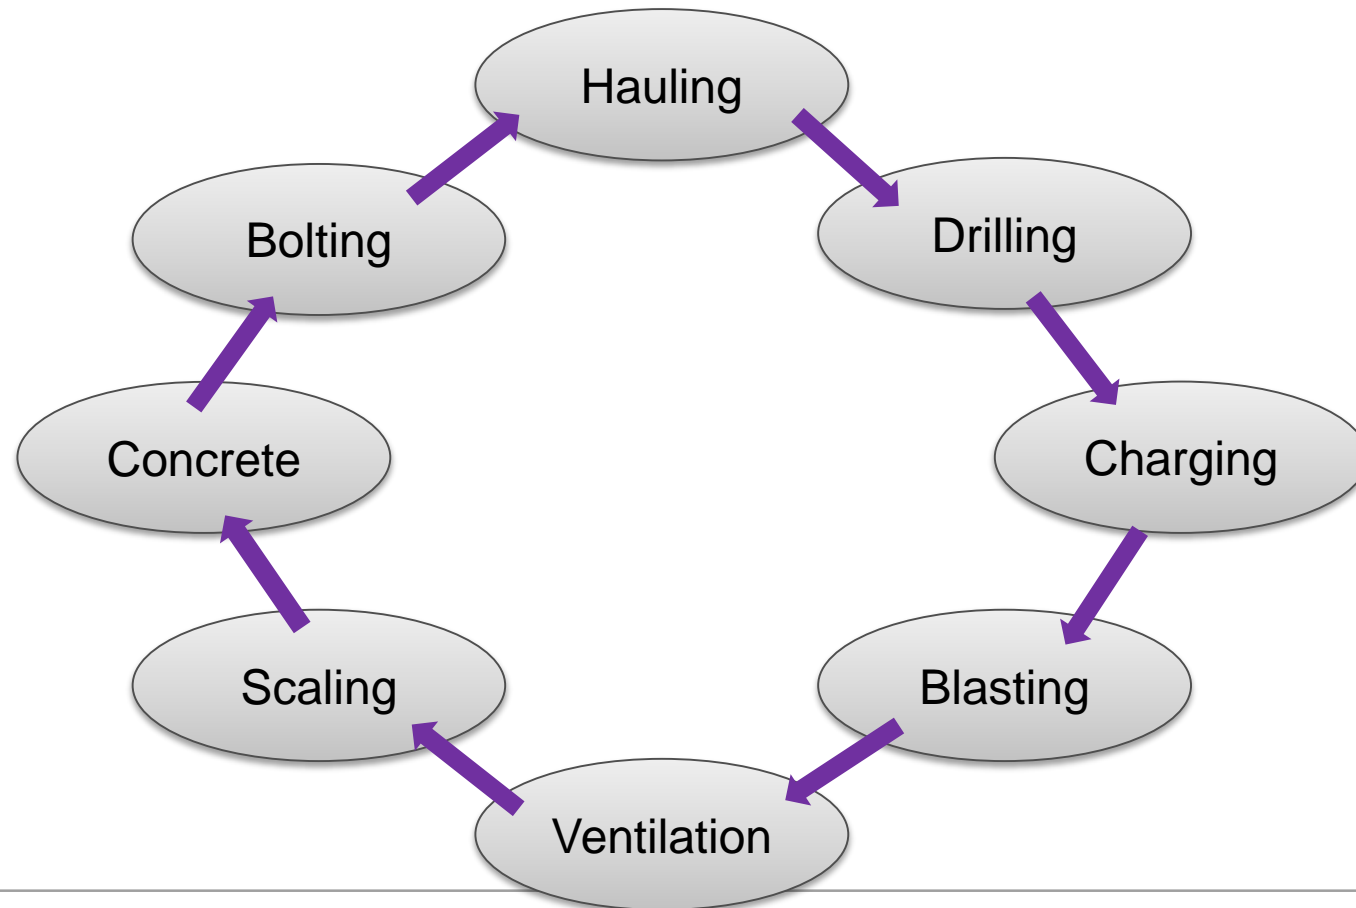 Hauling
Drilling
Charging
Blasting
Ventilation
Scaling
Concrete
Bolting